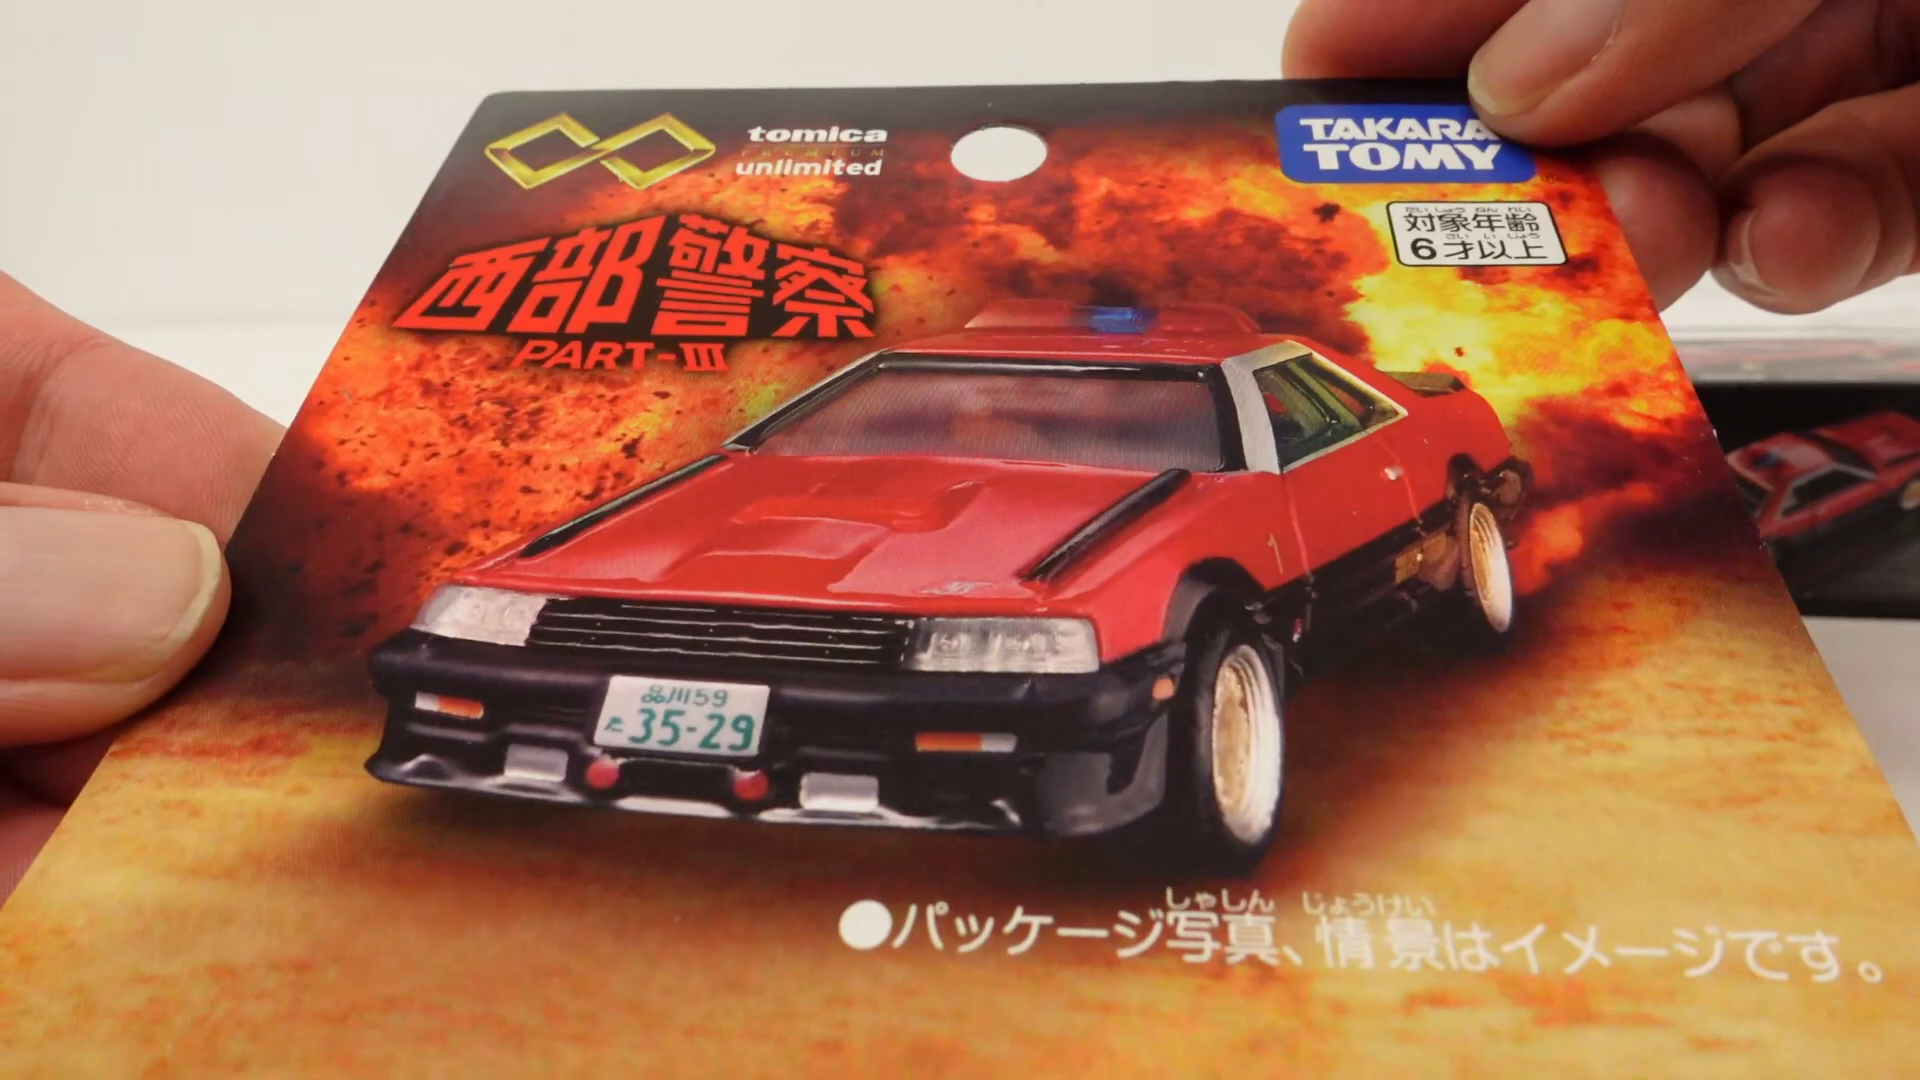 tomica
PREMIUM
unlimited
TAKARA
TOMY
たいしょう ねん れい
対象年齢
さい い じょう
6才以上
西部警察
PART-III
品川59
た 35-29
しゃしん じょうけい
●パッケージ写真、情景はイメージです。